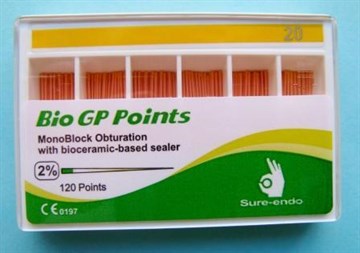 20
Bio GP Points
MonoBlock Obturation
with bioceramic-based sealer
2%
120 Points
CE 0197
Sure-endo